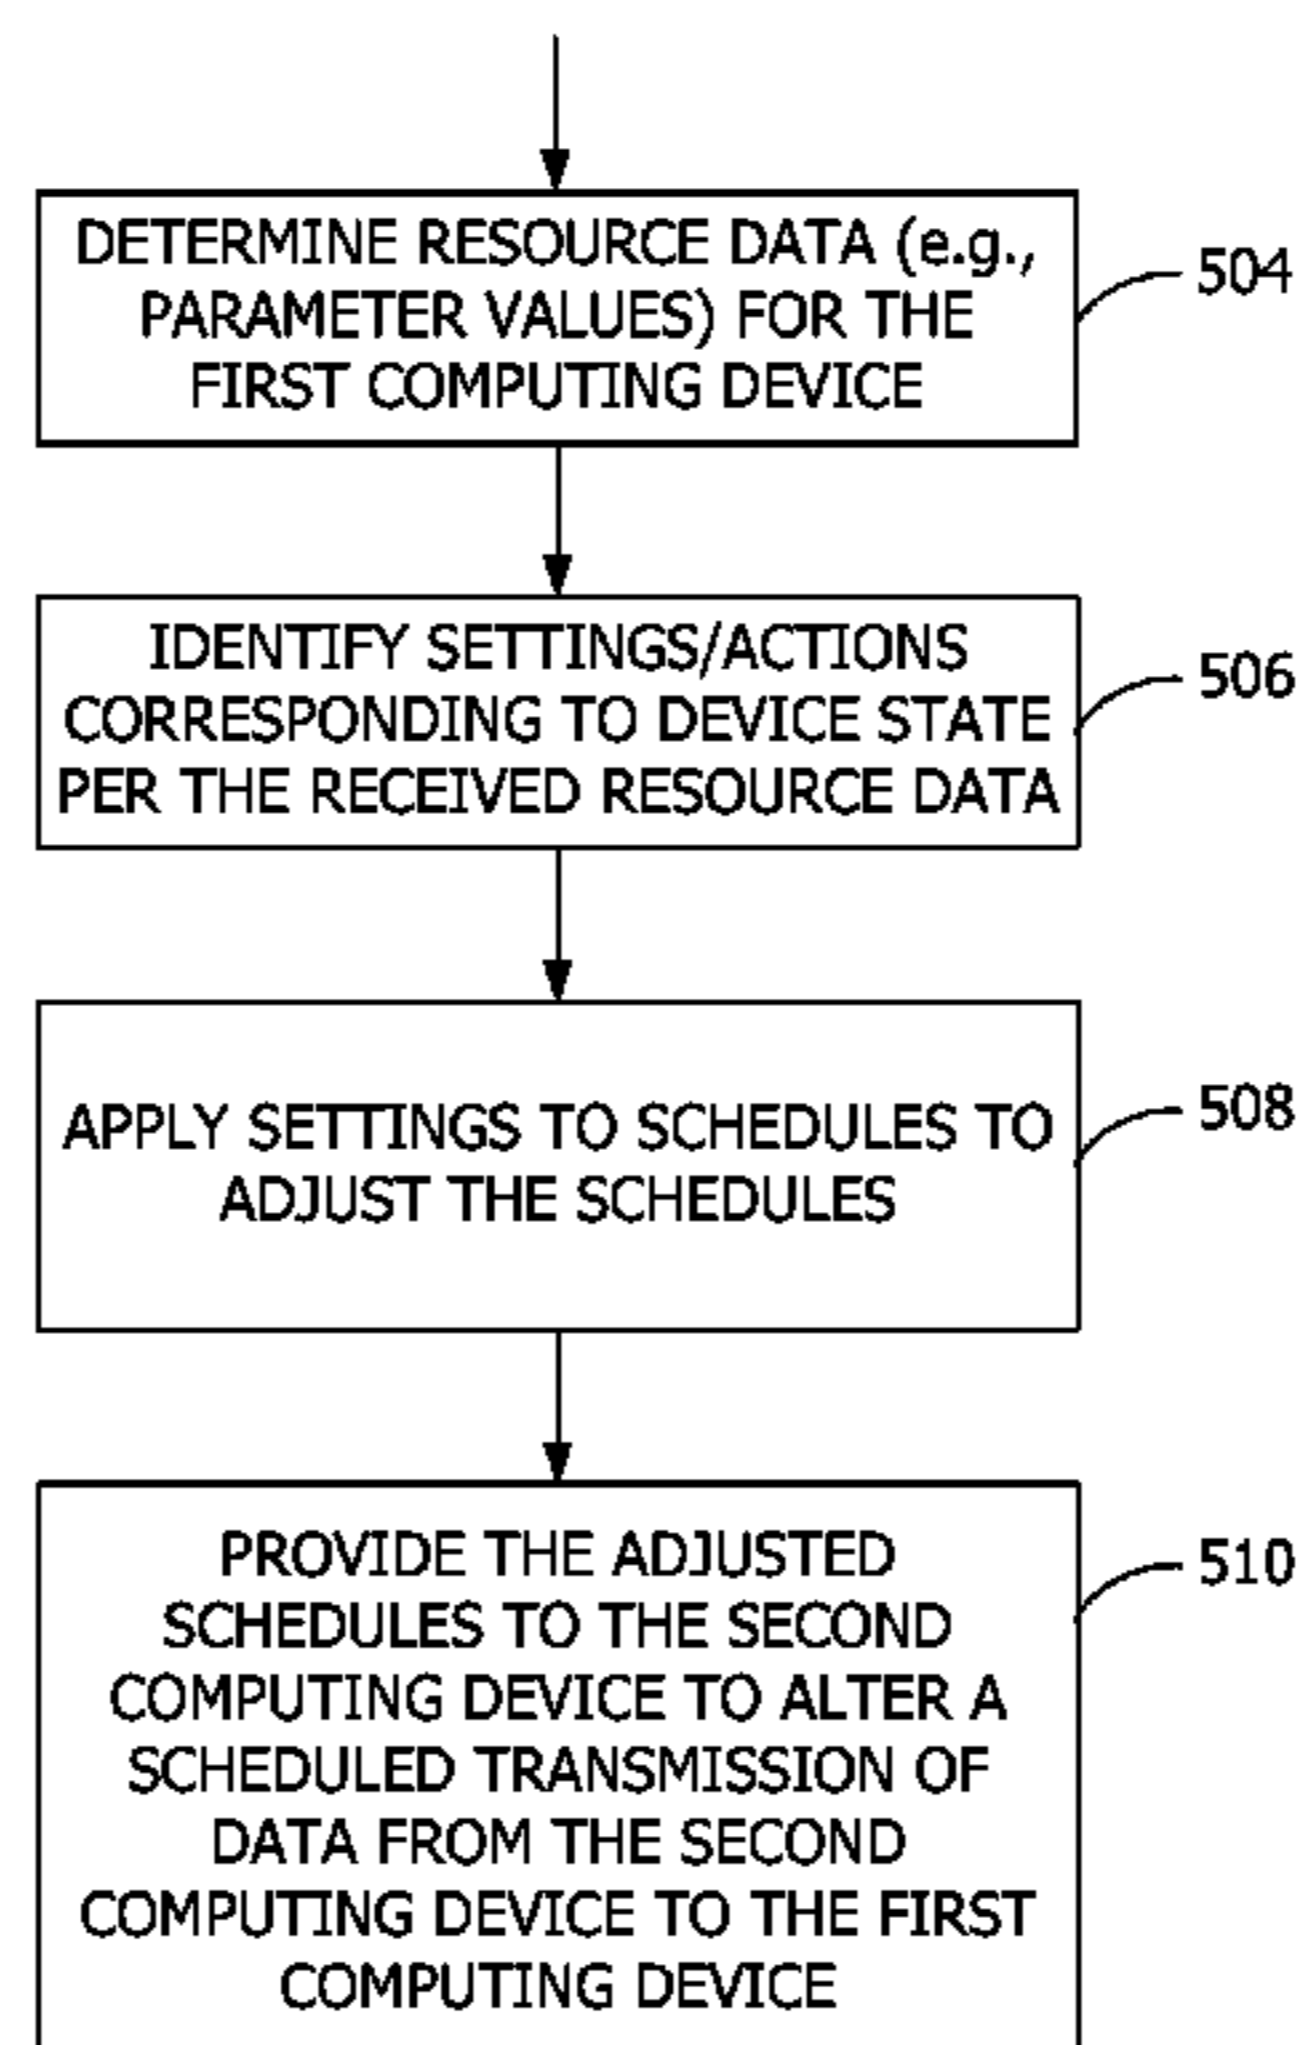 DETERMINE RESOURCE DATA (e.g.,
PARAMETER VALUES) FOR THE
FIRST COMPUTING DEVICE
504
IDENTIFY SETTINGS/ACTIONS
CORRESPONDING TO DEVICE STATE
PER THE RECEIVED RESOURCE DATA
506
APPLY SETTINGS TO SCHEDULES TO
ADJUST THE SCHEDULES
508
PROVIDE THE ADJUSTED
SCHEDULES TO THE SECOND
COMPUTING DEVICE TO ALTER A
SCHEDULED TRANSMISSION OF
DATA FROM THE SECOND
COMPUTING DEVICE TO THE FIRST
COMPUTING DEVICE
510